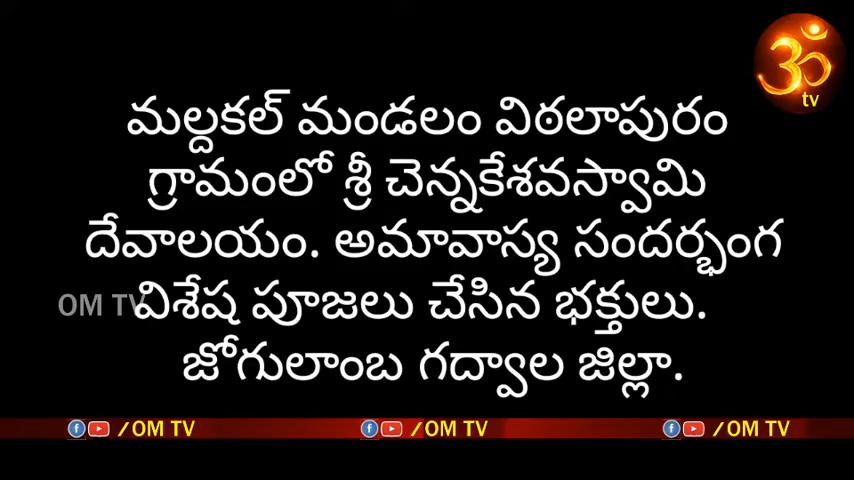 ॐ
tv
మల్దకల్ మండలం విఠలాపురం
గ్రామంలో శ్రీ చెన్నకేశవస్వామి
దేవాలయం. అమావాస్య సందర్భంగ
OM TV విశేష పూజలు చేసిన భక్తులు.
జోగులాంబ గద్వాల జిల్లా.
/OM TV /OM TV /OM TV